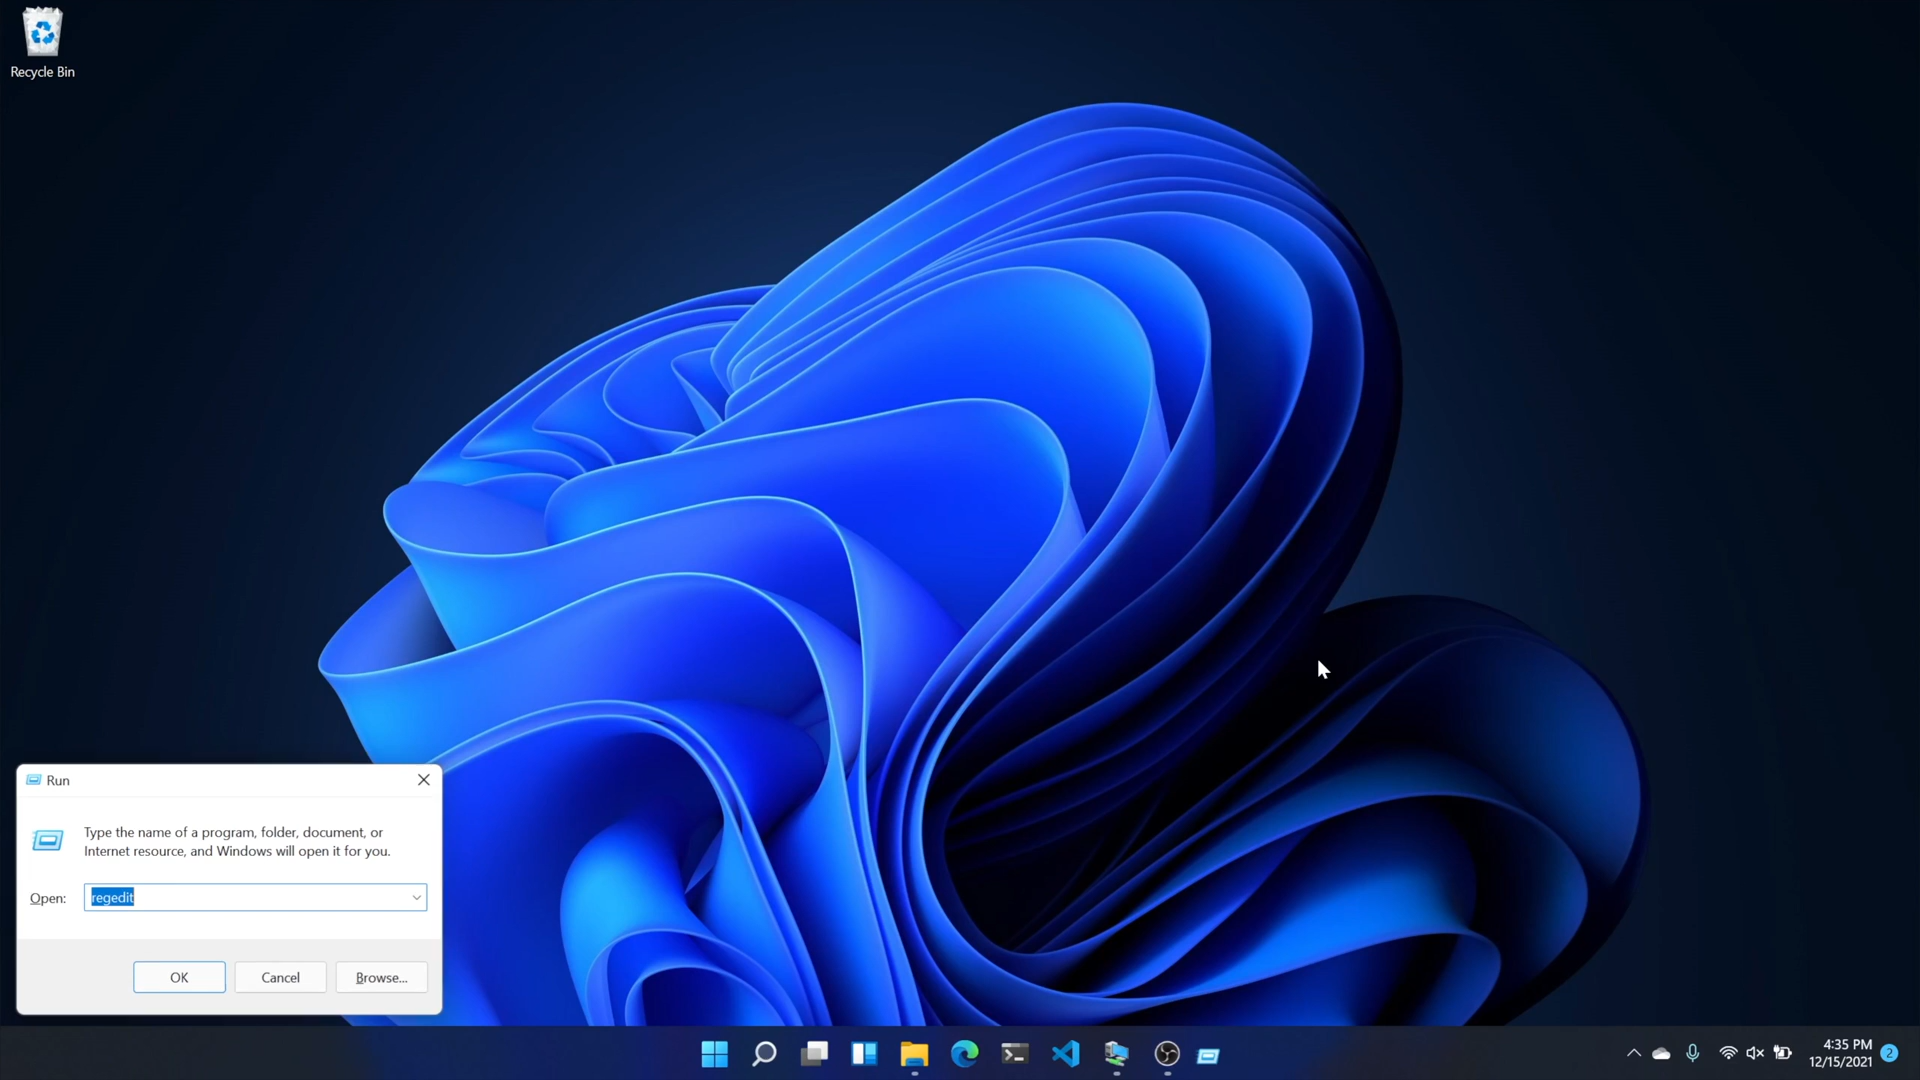 Recycle Bin
Run
Type the name of a program, folder, document, or
Internet resource, and Windows will open it for you.
Open: regedit
OK Cancel Browse...
4:35 PM
12/15/2021
2